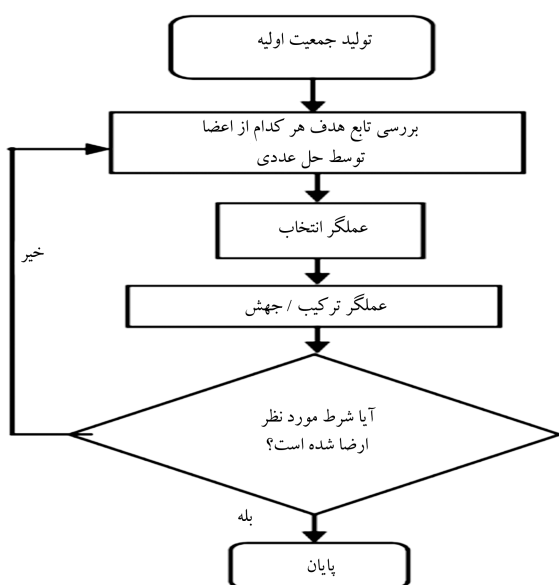 تولید جمعیت اولیه
بررسی تابع هدف هر کدام از اعضا
توسط حل عددی
عملگر انتخاب
خیر
عملگر ترکیب / جهش
آیا شرط مورد نظر
ارضا شده است؟
بله
پایان